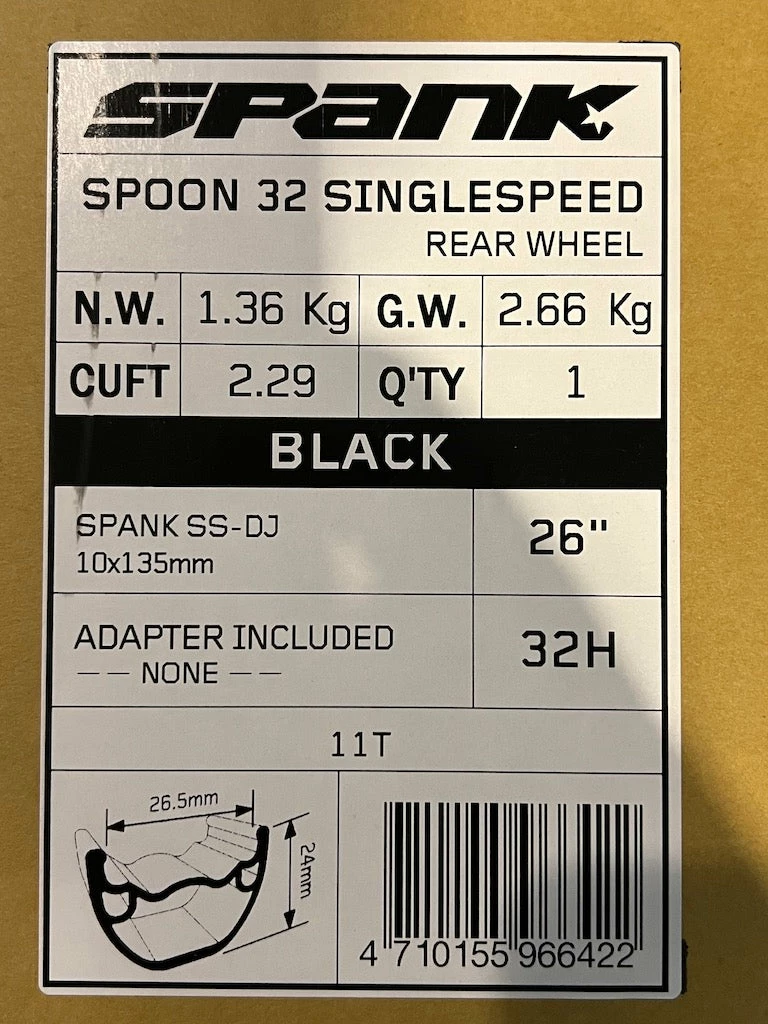 SPANK
SPOON 32 SINGLESPEED
REAR WHEEL
N.W. 1.36 Kg G.W. 2.66 Kg
CUFT 2.29 Q'TY 1
BLACK
SPANK SS-DJ
10x135mm
26"
ADAPTER INCLUDED
-- NONE --
32H
11T
26.5mm
24mm
4 710155 966422